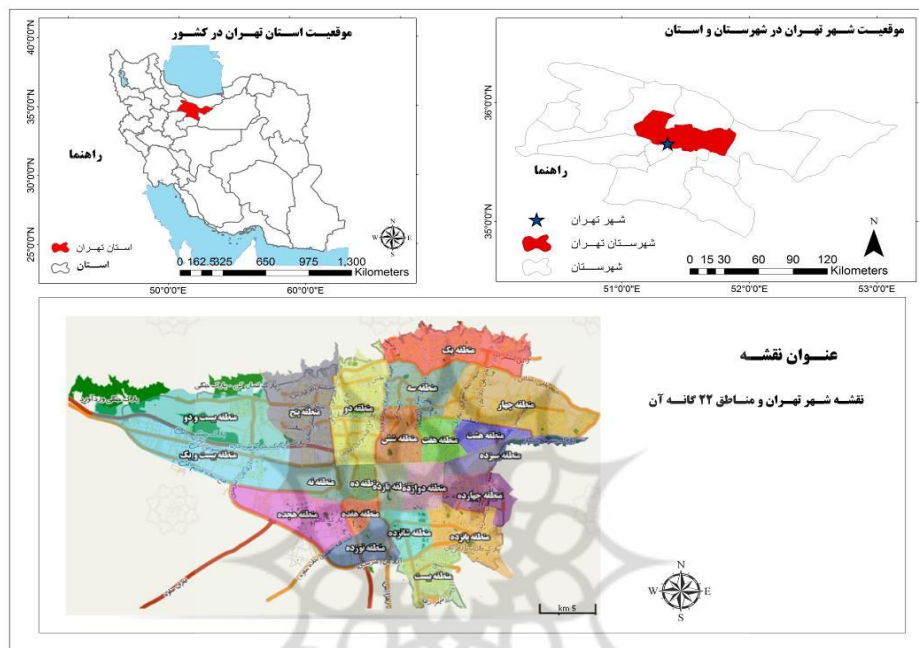 موقعیت استان تهران در کشور
40°0'0"N
35°0'0"N
30°0'0"N
25°0'0"N
راهنما
استان تهران
استان
0 162.5 325 650 975 1,300
Kilometers
50°0'0"E 60°0'0"E
N
W E
S
موقعیت شهر تهران در شهرستان و استان
36°0'0"N
35°0'0"N
راهنما
شهر تهران
شهرستان تهران
شهرستان
N
0 15 30 60 90 120
Kilometers
51°0'0"E 52°0'0"E 53°0'0"E
عنوان نقشه
نقشه شهر تهران و مناطق ۲۲ گانه آن
منطقه یک
منطقه سه
منطقه چهار
منطقه دو
منطقه پنج
منطقه بیست و دو
منطقه هشت
منطقه هفت
منطقه شش
منطقه بیست و یک
منطقه سیزده
منطقه نه
منطقه ده
منطقه یازده
منطقه دوازده
منطقه چهارده
منطقه هجده
منطقه هفده
منطقه شانزده
منطقه پانزده
منطقه نوزده
منطقه بیست
km 5
N
W E
S